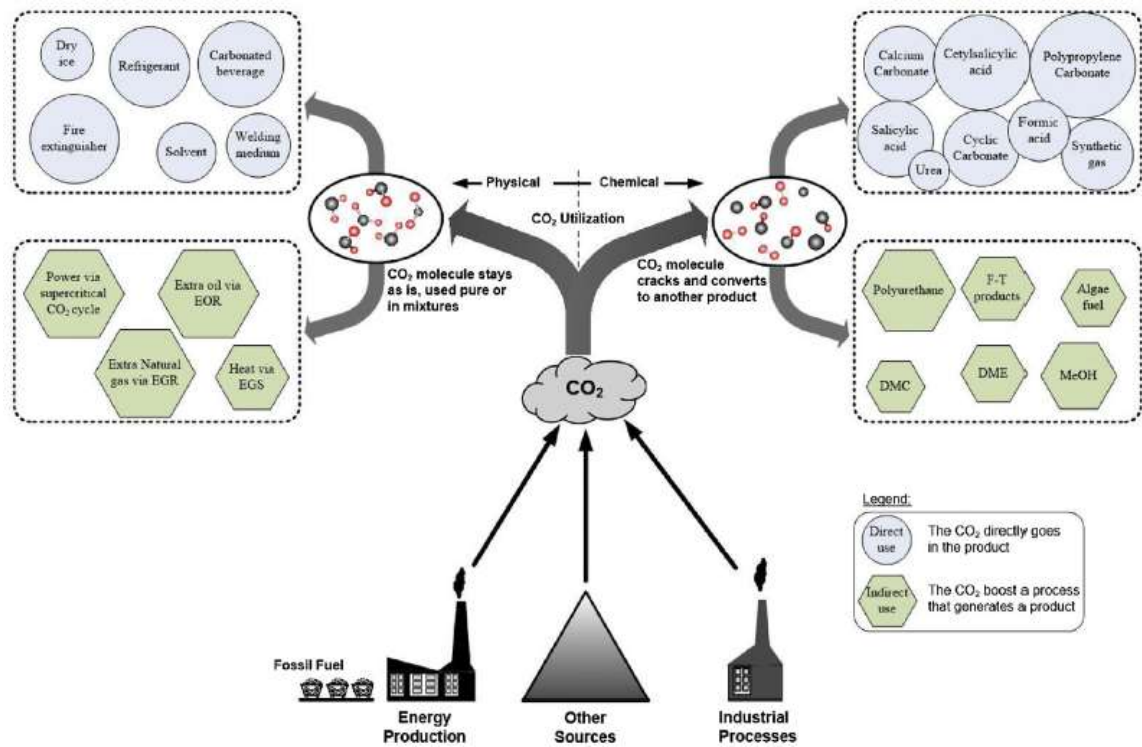 Dry
ice
Refrigerant
Carbonated
beverage
Fire
extinguisher
Solvent
Welding
medium
Calcium
Carbonate
Cetylsalicylic
acid
Polypropylene
Carbonate
Salicylic
acid
Urea
Cyclic
Carbonate
Formic
acid
Synthetic
gas
Physical
Chemical
CO₂ Utilization
CO₂ molecule stays
as is, used pure or
in mixtures
CO₂ molecule
cracks and converts
to another product
Power via
supercritical
CO₂ cycle
Extra oil via
EOR
Extra Natural
gas via EGR
Heat via
EGS
Polyurethane
F-T
products
Algae
fuel
DMC
DME
MeOH
CO₂
Legend:
Direct
use
The CO₂ directly goes
in the product
Indirect
use
The CO₂ boost a process
that generates a product
Fossil Fuel
Energy
Production
Other
Sources
Industrial
Processes